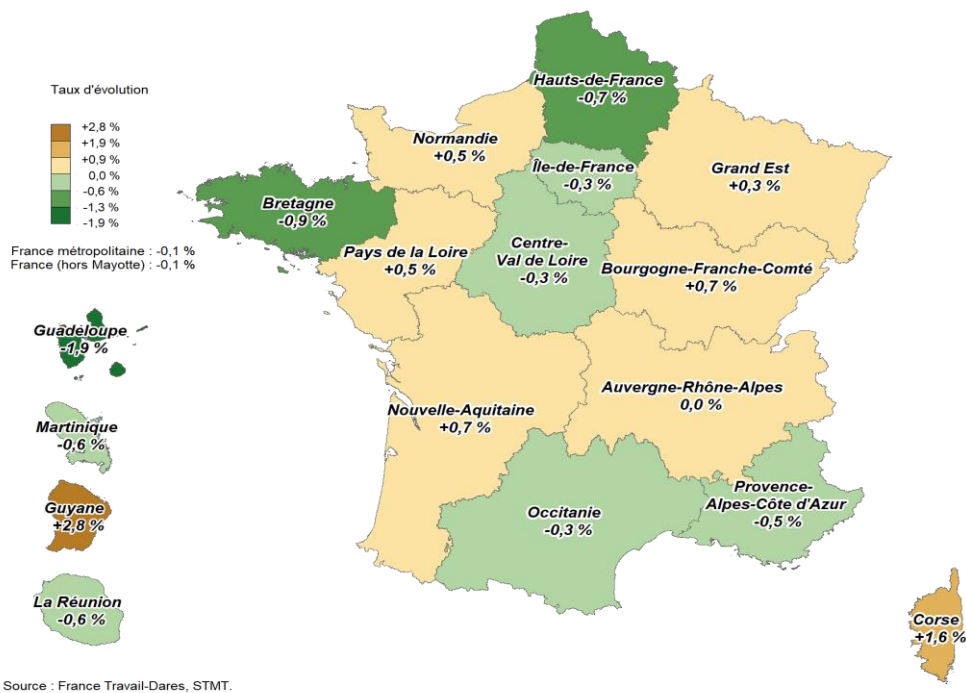 Taux d'évolution
+2,8 %
+1,9 %
+0,9 %
0,0 %
-0,6 %
-1,3 %
-1,9 %
France métropolitaine : -0,1 %
France (hors Mayotte) : -0,1 %
Hauts-de-France
-0,7 %
Normandie
+0,5 %
Île-de-France
-0,3 %
Grand Est
+0,3 %
Bretagne
-0,9 %
Pays de la Loire
+0,5 %
Centre-
Val de Loire
-0,3 %
Bourgogne-Franche-Comté
+0,7 %
Guadeloupe
-1,9 %
Auvergne-Rhône-Alpes
0,0 %
Nouvelle-Aquitaine
+0,7 %
Martinique
-0,6 %
Provence-
Alpes-Côte d'Azur
-0,5 %
Guyane
+2,8 %
Occitanie
-0,3 %
La Réunion
-0,6 %
Corse
+1,6 %
Source : France Travail-Dares, STMT.